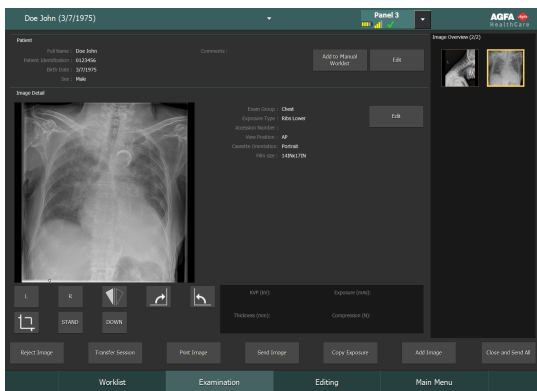 Doe John (3/7/1975)
Panel 3
AGFA
HealthCare
Patient
Full Name : Doe John
Patient Identification : 0123456
Birth Date : 3/7/1975
Sex : Male
Comments :
Add to Manual
Worklist
Edit
Image Overview (2/2)
Image Detail
Exam Group : Chest
Exposure Type : Ribs Lower
Accession Number :
View Position : AP
Cassette Orientation: Portrait
Film size : 14INx17IN
Edit
L
R
STAND
DOWN
KVP (kV):
Exposure (mAs):
Thickness (mm):
Compression (N):
Reject Image
Transfer Session
Print Image
Send Image
Copy Exposure
Add Image
Close and Send All
Worklist
Examination
Editing
Main Menu